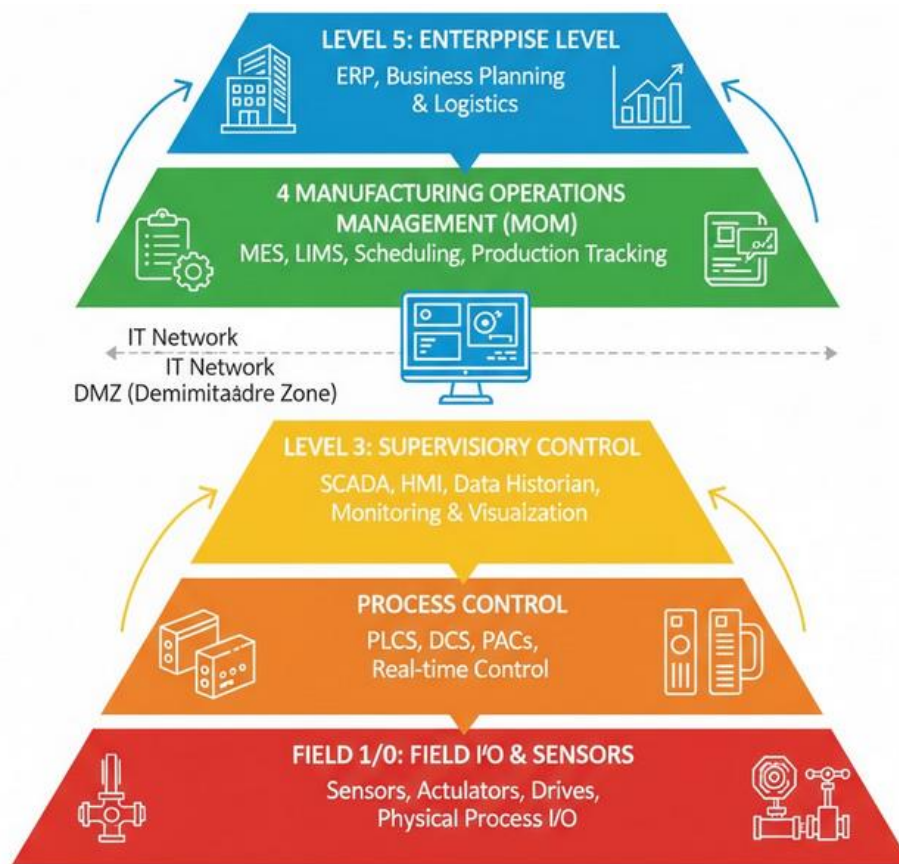 LEVEL 5: ENTERPPISE LEVEL
ERP, Business Planning
& Logistics
4 MANUFACTURING OPERATIONS
MANAGEMENT (MOM)
MES, LIMS, Scheduling, Production Tracking
IT Network
IT Network
DMZ (Demimitaádre Zone)
LEVEL 3: SUPERVISIORY CONTROL
SCADA, HMI, Data Historian,
Monitoring & Visualzation
PROCESS CONTROL
PLCS, DCS, PACs,
Real-time Control
FIELD 1/0: FIELD I'O & SENSORS
Sensors, Actulators, Drives,
Physical Process I/O